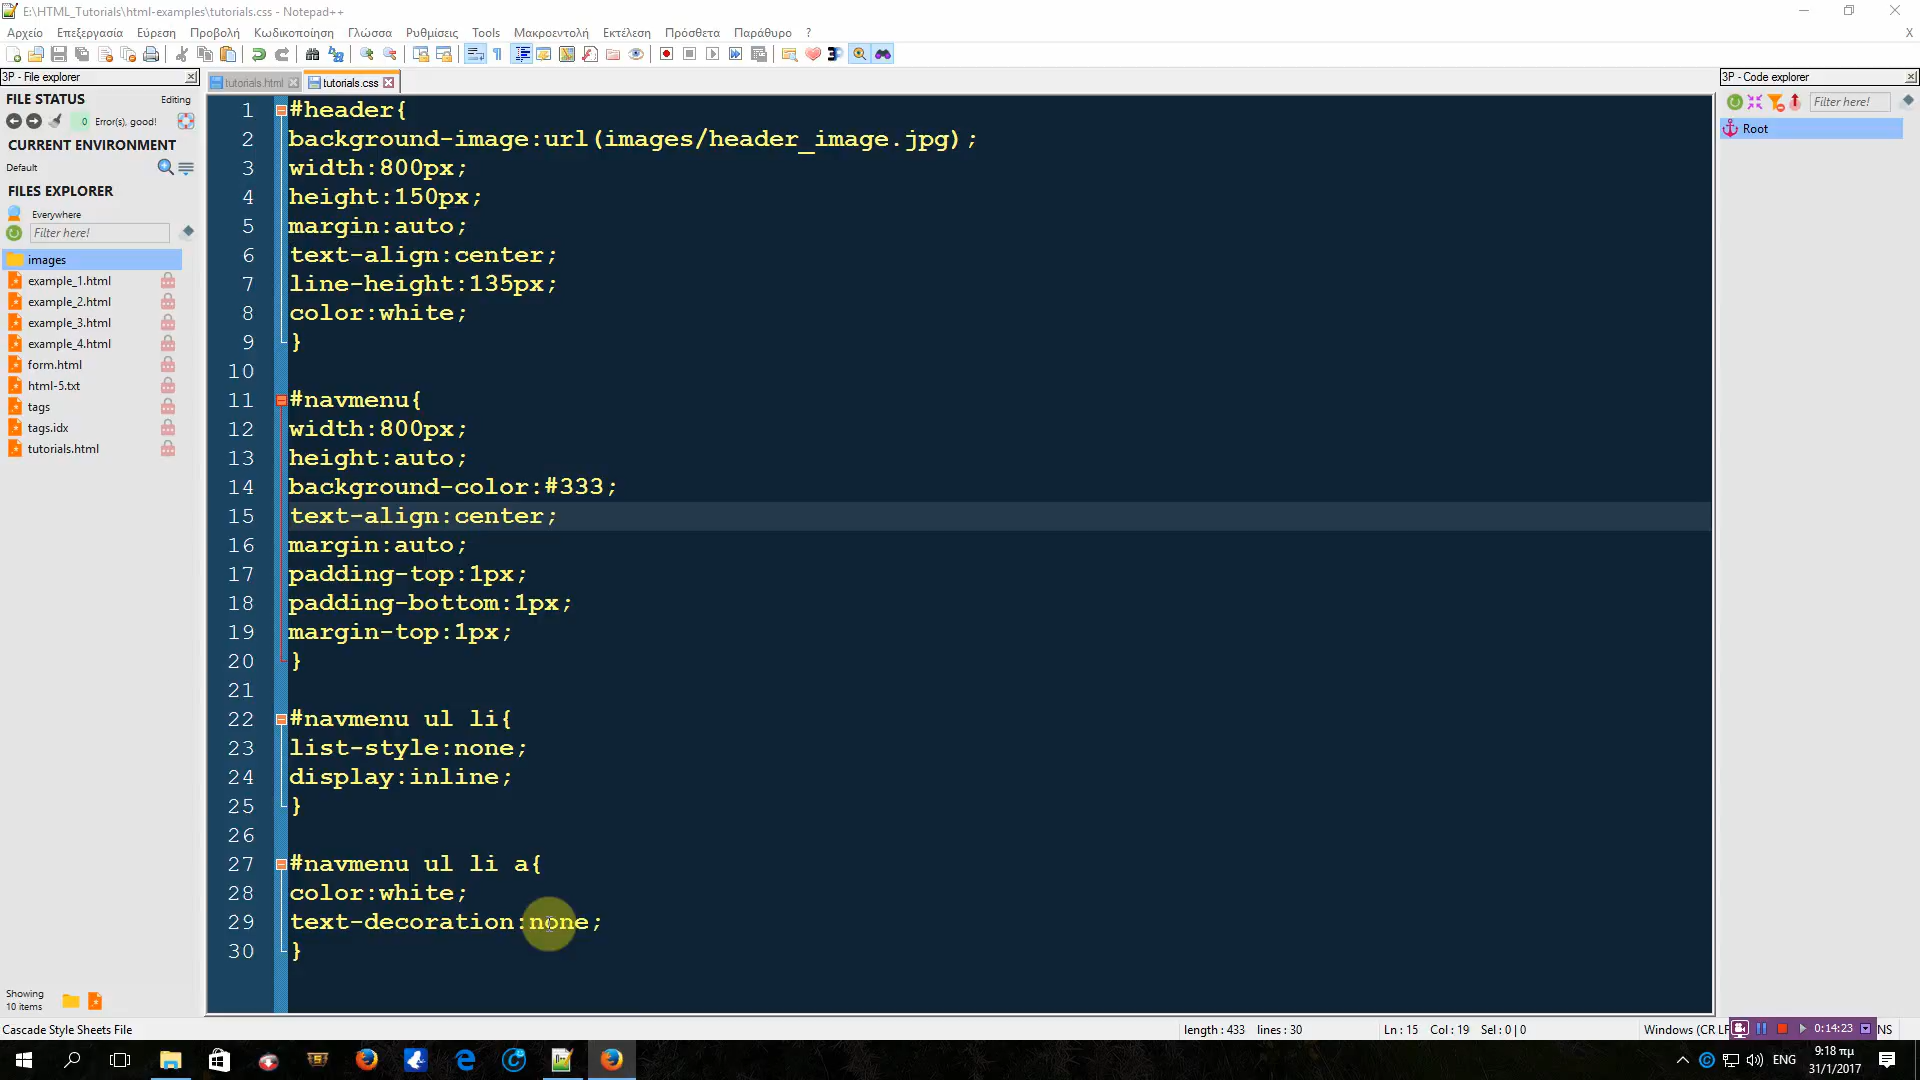 E:\HTML_Tutorials\html-examples\tutorials.css - Notepad++
Αρχείο Επεξεργασία Εύρεση Προβολή Κωδικοποίηση Γλώσσα Ρυθμίσεις Tools Μακροεντολή Εκτέλεση Πρόσθετα Παράθυρο ? X
3P - File explorer
FILE STATUS Editing
0 Error(s), good!
CURRENT ENVIRONMENT
Default
FILES EXPLORER
Everywhere
Filter here!
images
example_1.html
example_2.html
example_3.html
example_4.html
form.html
html-5.txt
tags
tags.idx
tutorials.html
Showing
10 items
tutorials.html tutorials.css
1 #header{
2 background-image:url(images/header_image.jpg);
3 width:800px;
4 height:150px;
5 margin:auto;
6 text-align:center;
7 line-height:135px;
8 color:white;
9 }
10
11 #navmenu{
12 width:800px;
13 height:auto;
14 background-color:#333;
15 text-align:center;
16 margin:auto;
17 padding-top:1px;
18 padding-bottom:1px;
19 margin-top:1px;
20 }
21
22 #navmenu ul li{
23 list-style:none;
24 display:inline;
25 }
26
27 #navmenu ul li a{
28 color:white;
29 text-decoration:none;
30 }
3P - Code explorer
Filter here!
Root
Cascade Style Sheets File length : 433 lines : 30 Ln : 15 Col : 19 Sel : 0 | 0 Windows (CR LF 0:14:23 NS
ENG 9:18 πμ
31/1/2017